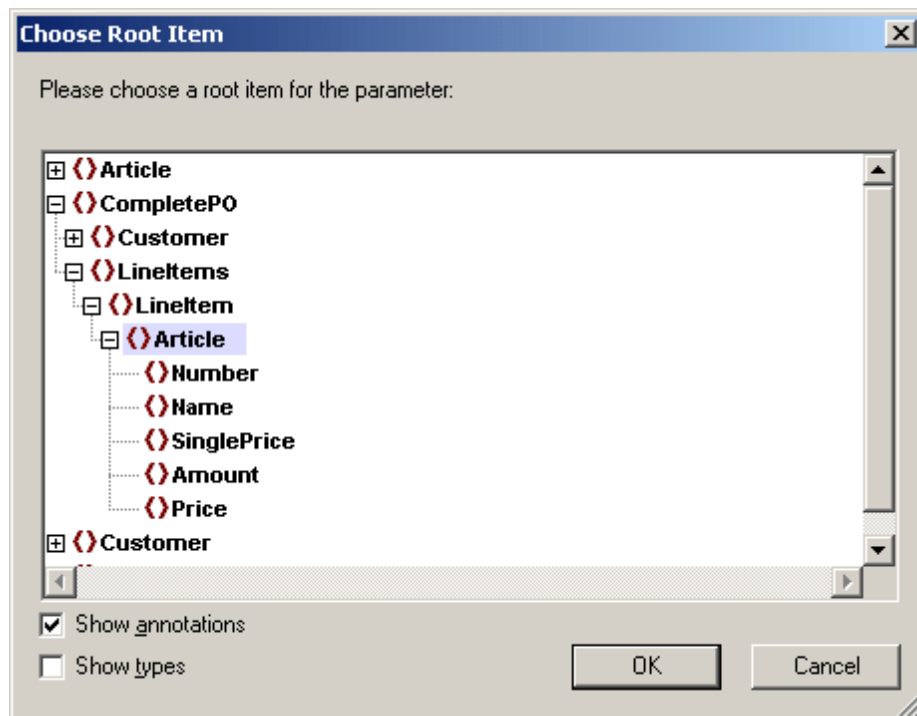 Choose Root Item
Please choose a root item for the parameter:
Article
CompletePO
Customer
LineItems
LineItem
Article
Number
Name
SinglePrice
Amount
Price
Customer
Show annotations
Show types
OK
Cancel